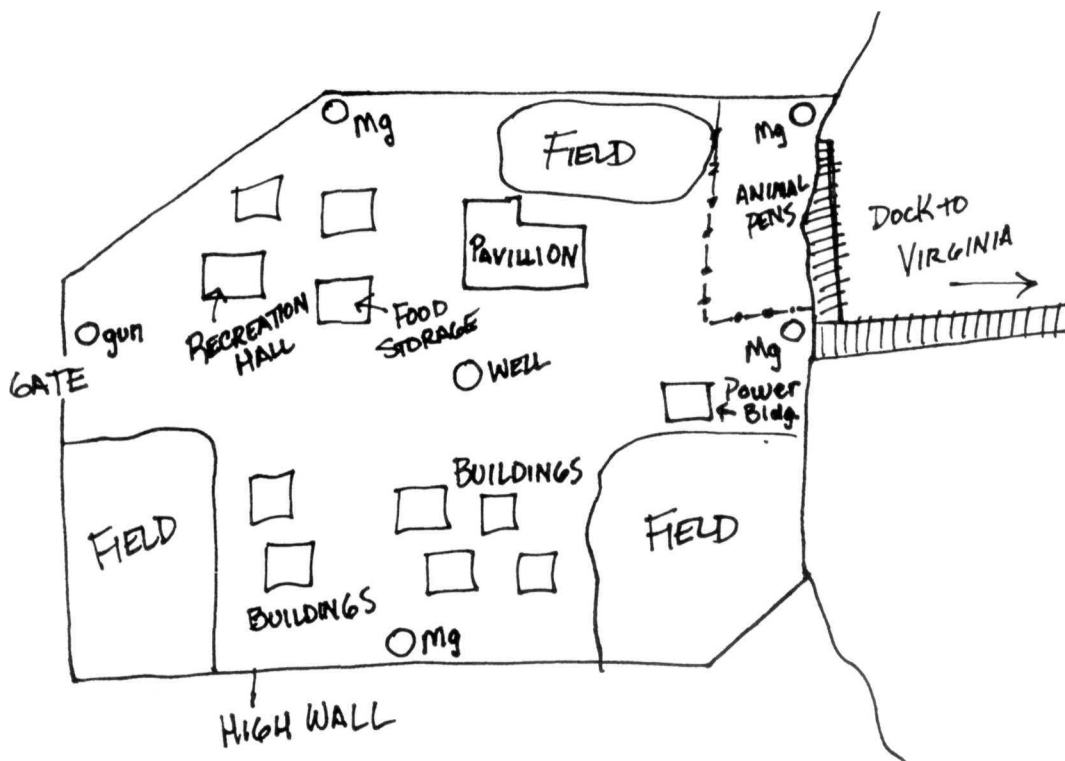 Mg
FIELD
Mg
ANIMAL
PENS
DOCK TO
VIRGINIA
PAVILLION
gun
RECREATION
HALL
FOOD
STORAGE
GATE
WELL
Mg
Power
Bldg.
BUILDINGS
FIELD
FIELD
BUILDINGS
Mg
HIGH WALL